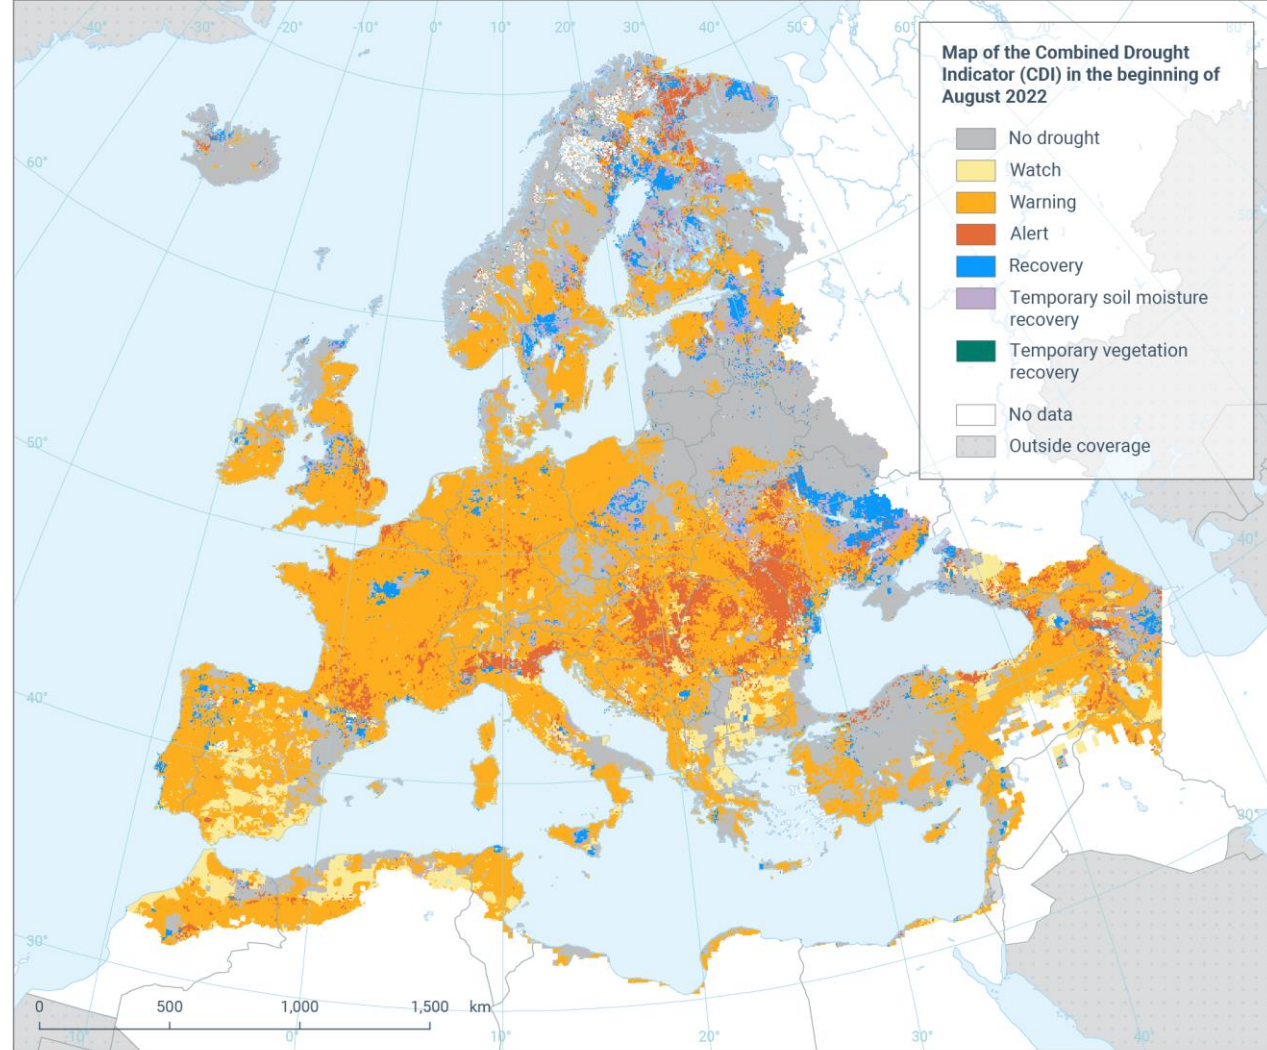 -40°
-30°
-20°
-10°
0°
10°
20°
30°
40°
50°
60°
70°
80°
Map of the Combined Drought
Indicator (CDI) in the beginning of
August 2022
No drought
Watch
Warning
Alert
Recovery
Temporary soil moisture
recovery
Temporary vegetation
recovery
No data
Outside coverage
60°
50°
50°
40°
40°
30°
30°
0
500
1,000
1,500
km
-10°
0°
10°
20°
30°
40°